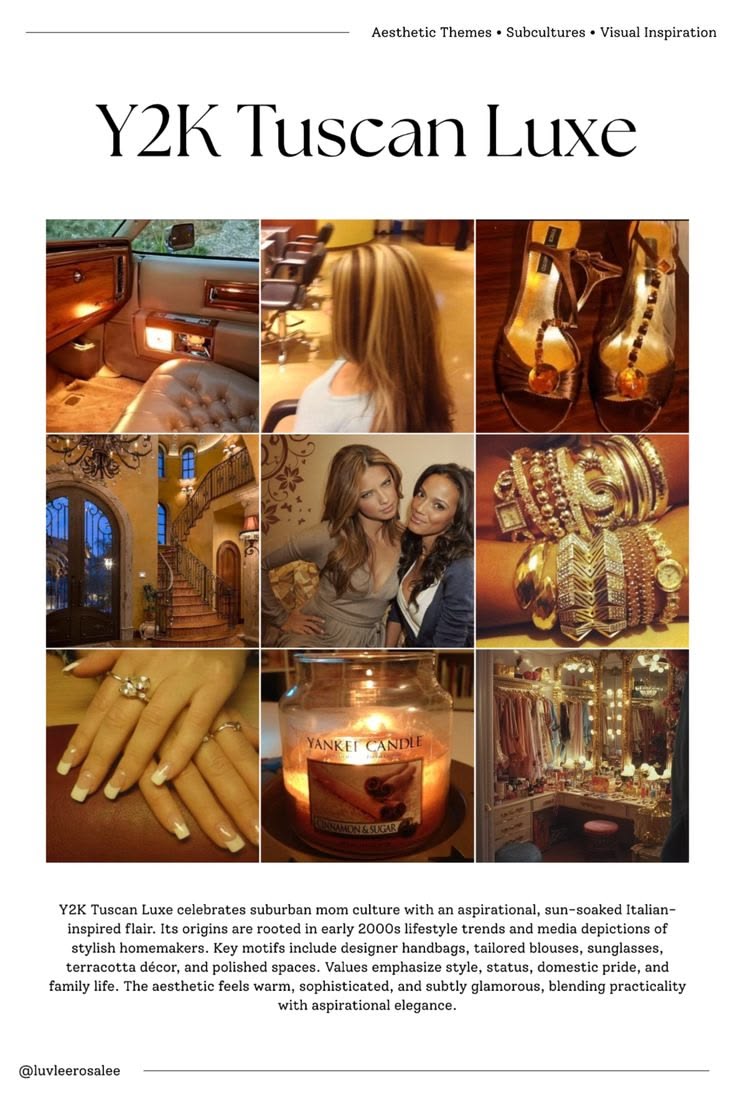 Aesthetic Themes • Subcultures • Visual Inspiration
Y2K Tuscan Luxe
YANKEE CANDLE
CINNAMON & SUGAR
Y2K Tuscan Luxe celebrates suburban mom culture with an aspirational, sun-soaked Italian-
inspired flair. Its origins are rooted in early 2000s lifestyle trends and media depictions of
stylish homemakers. Key motifs include designer handbags, tailored blouses, sunglasses,
terracotta décor, and polished spaces. Values emphasize style, status, domestic pride, and
family life. The aesthetic feels warm, sophisticated, and subtly glamorous, blending practicality
with aspirational elegance.
@luvleerosalee